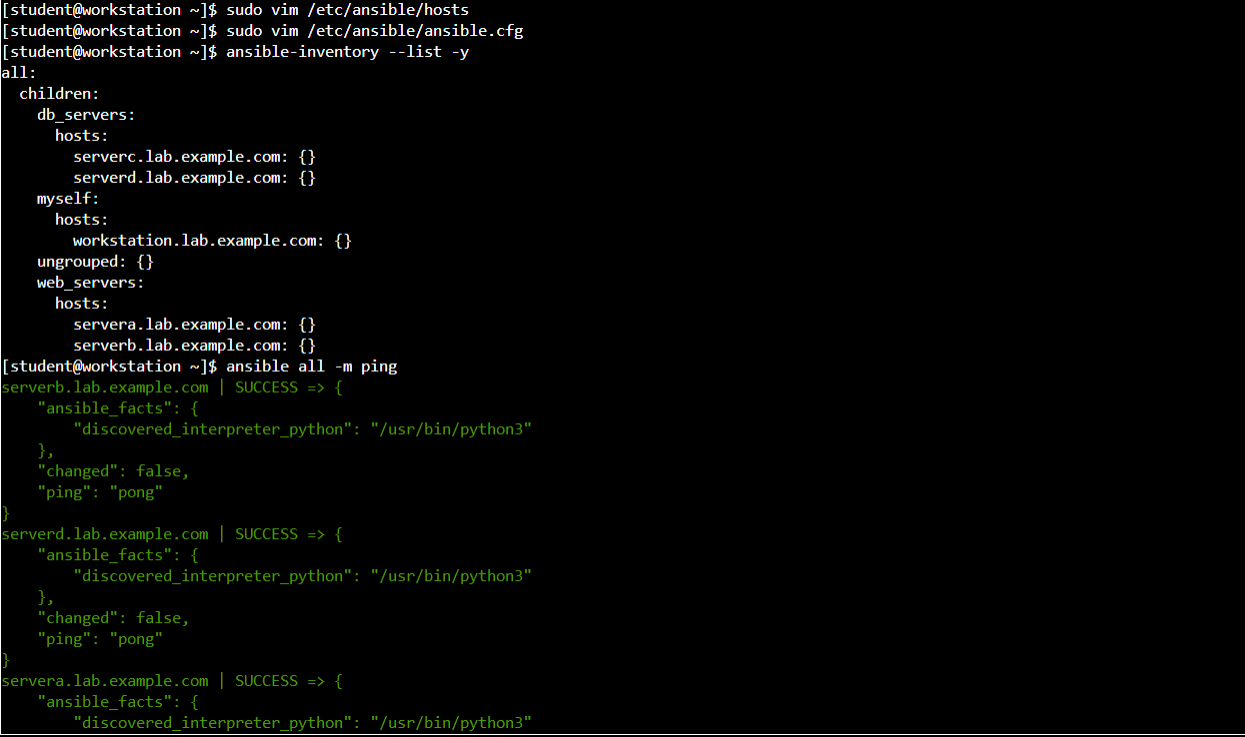 [student@workstation ~]$ sudo vim /etc/ansible/hosts
[student@workstation ~]$ sudo vim /etc/ansible/ansible.cfg
[student@workstation ~]$ ansible-inventory --list -y
all:
  children:
    db_servers:
      hosts:
        serverc.lab.example.com: {}
        serverd.lab.example.com: {}
    myself:
      hosts:
        workstation.lab.example.com: {}
    ungrouped: {}
    web_servers:
      hosts:
        servera.lab.example.com: {}
        serverb.lab.example.com: {}
[student@workstation ~]$ ansible all -m ping
serverb.lab.example.com | SUCCESS => {
    "ansible_facts": {
        "discovered_interpreter_python": "/usr/bin/python3"
    },
    "changed": false,
    "ping": "pong"
}
serverd.lab.example.com | SUCCESS => {
    "ansible_facts": {
        "discovered_interpreter_python": "/usr/bin/python3"
    },
    "changed": false,
    "ping": "pong"
}
servera.lab.example.com | SUCCESS => {
    "ansible_facts": {
        "discovered_interpreter_python": "/usr/bin/python3"